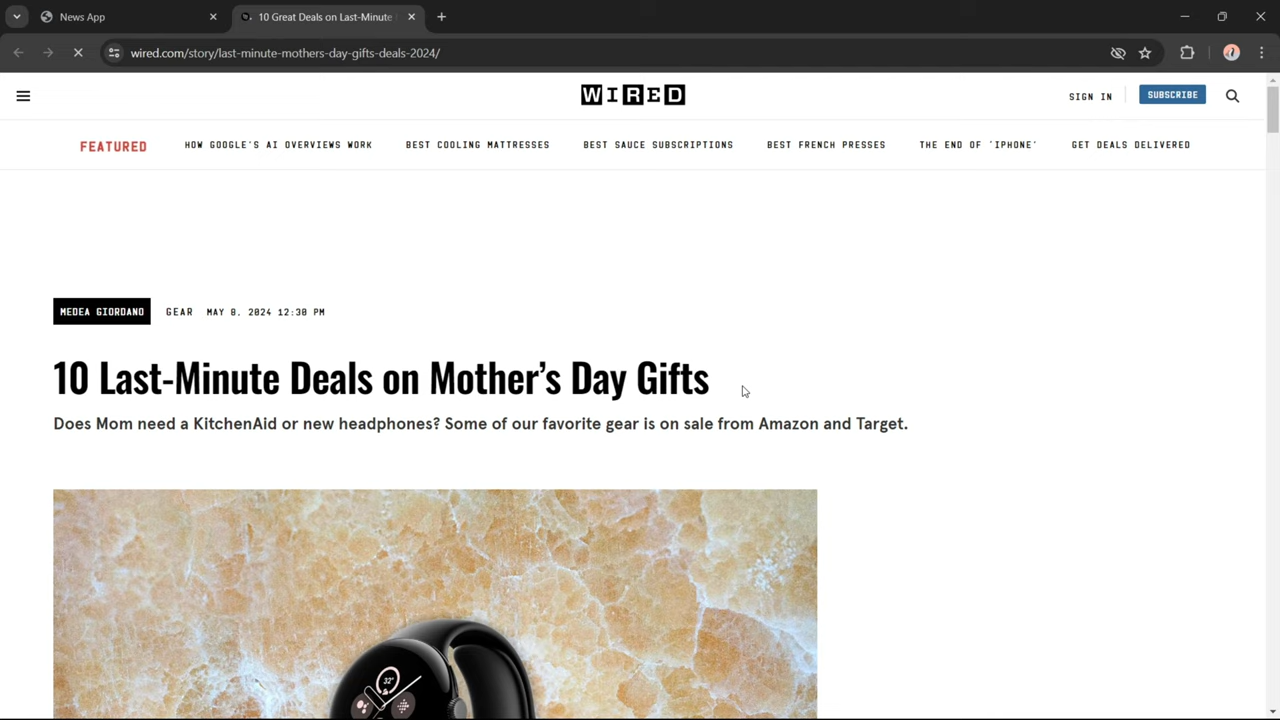 News App
10 Great Deals on Last-Minute
wired.com/story/last-minute-mothers-day-gifts-deals-2024/
WIRED
SIGN IN
SUBSCRIBE
FEATURED
HOW GOOGLE'S AI OVERVIEWS WORK
BEST COOLING MATTRESSES
BEST SAUCE SUBSCRIPTIONS
BEST FRENCH PRESSES
THE END OF 'IPHONE'
GET DEALS DELIVERED
MEDEA GIORDANO
GEAR
MAY 8, 2024 12:30 PM
10 Last-Minute Deals on Mother’s Day Gifts
Does Mom need a KitchenAid or new headphones? Some of our favorite gear is on sale from Amazon and Target.
32°